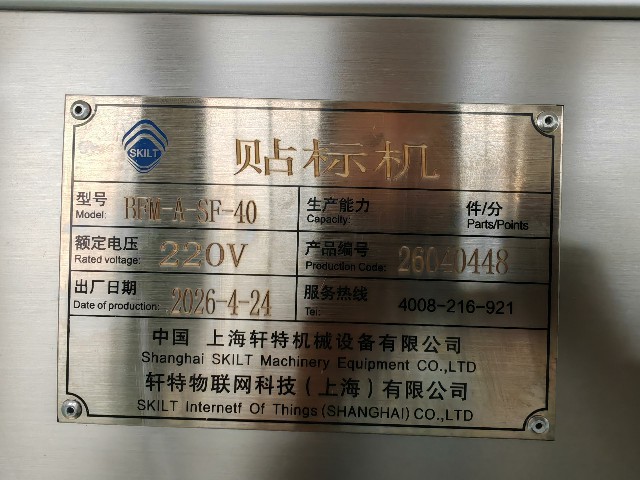 SKILT
贴标机
型号 BFM-A-SF-40 生产能力 件/分
Model: Capacity: Parts/Points
额定电压 220V 产品编号
Rated voltage: Production Code:
出厂日期 2026-4-24 服务热线 4008-216-921
Date of production: Tel:
中国 上海轩特机械设备有限公司
Shanghai SKILT Machinery Equipment CO.,LTD
轩特物联网科技（上海）有限公司
SKILT Internetf Of Things(SHANGHAI)CO.,LTD